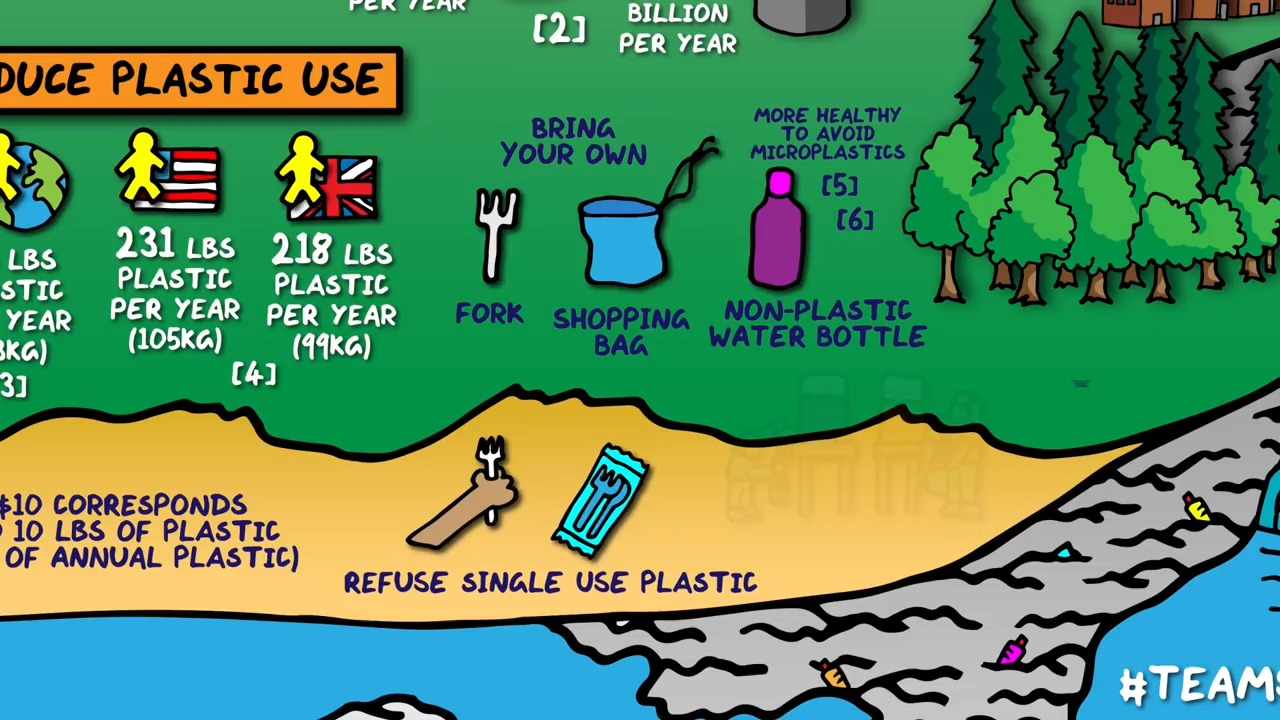 PER YEAR
[2]
BILLION
PER YEAR
DUCE PLASTIC USE
LBS
STIC
YEAR
KG)
3]
231 LBS
PLASTIC
PER YEAR
(105KG)
218 LBS
PLASTIC
PER YEAR
(99KG)
[4]
BRING
YOUR OWN
MORE HEALTHY
TO AVOID
MICROPLASTICS
[5]
[6]
FORK
SHOPPING
BAG
NON-PLASTIC
WATER BOTTLE
$10 CORRESPONDS
10 LBS OF PLASTIC
OF ANNUAL PLASTIC)
REFUSE SINGLE USE PLASTIC
#TEAMS